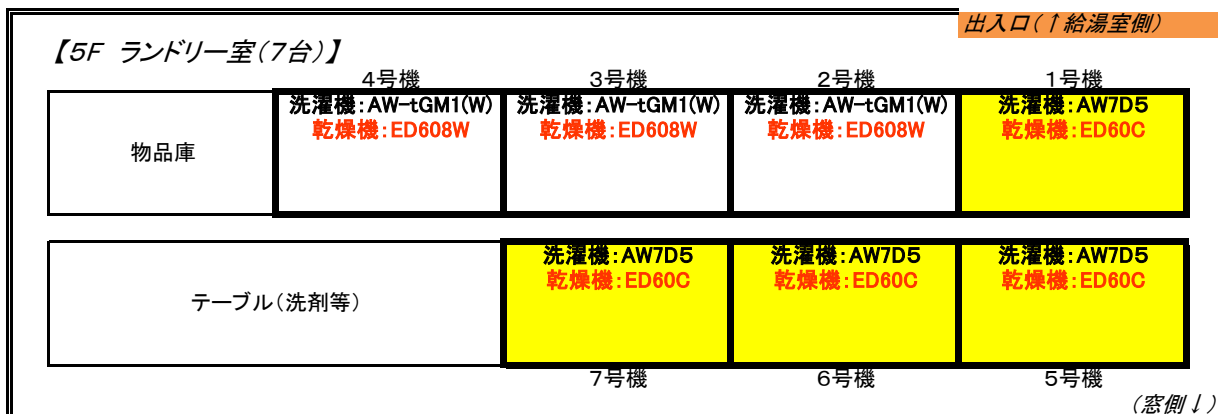 出入口(↑給湯室側)
【5F ランドリー室(7台)】
4号機 3号機 2号機 1号機
物品庫
洗濯機:AW-tGM1(W) 洗濯機:AW-tGM1(W) 洗濯機:AW-tGM1(W) 洗濯機:AW7D5
乾燥機:ED608W 乾燥機:ED608W 乾燥機:ED608W 乾燥機:ED60C
テーブル(洗剤等)
洗濯機:AW7D5 洗濯機:AW7D5 洗濯機:AW7D5
乾燥機:ED60C 乾燥機:ED60C 乾燥機:ED60C
7号機 6号機 5号機
(窓側↓)